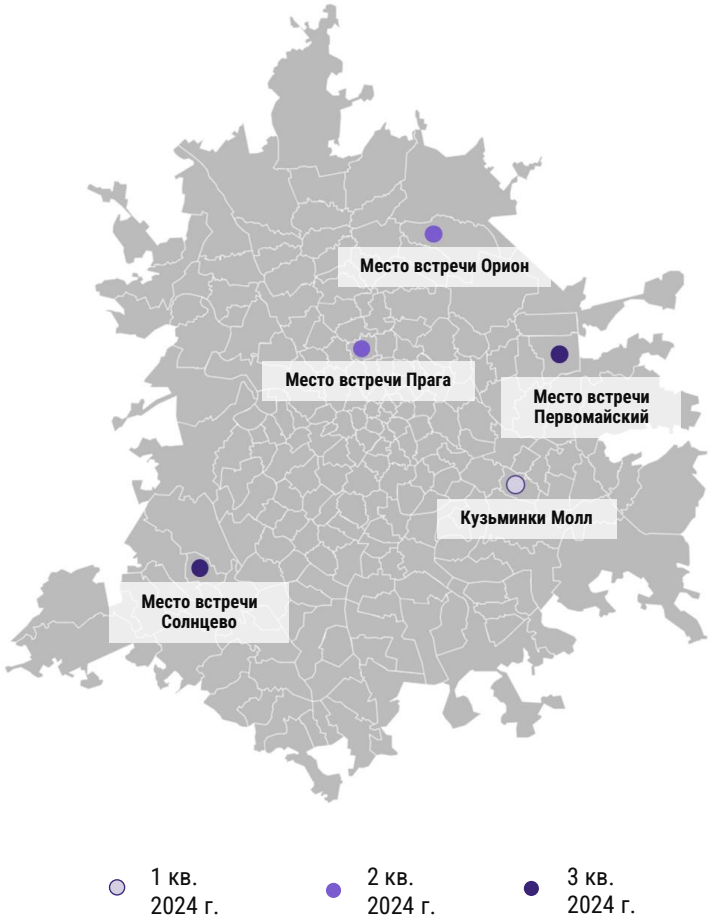 Место встречи Орион
Место встречи Прага
Место встречи
Первомайский
Кузьминки Молл
Место встречи
Солнцево
1 кв.
2024 г.
2 кв.
2024 г.
3 кв.
2024 г.